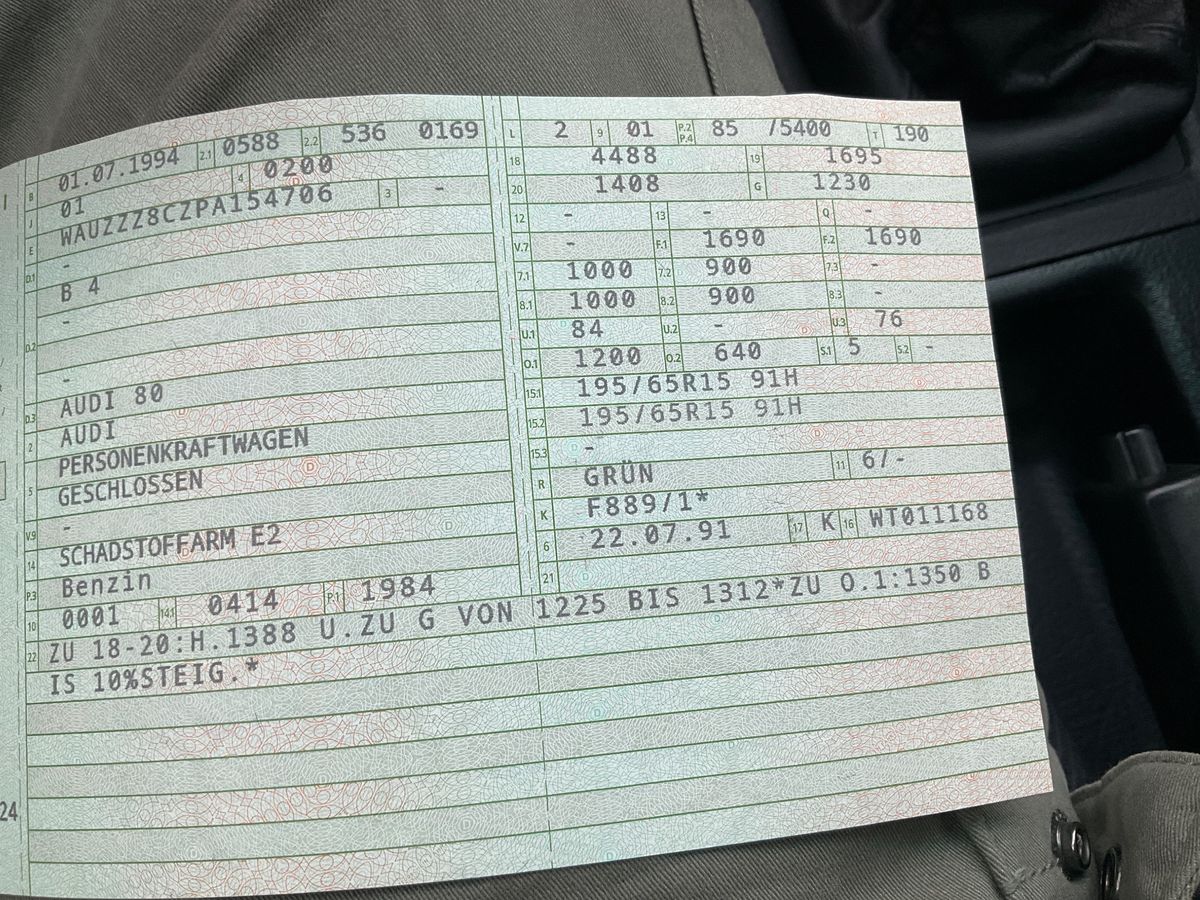 B 01.07.1994 2.1 0588 2.2 536 0169
J 01 4 0200
E WAUZZZ8CZPA154706 3 -
D.1 -
B 4
D.2 -
-
D.3 AUDI 80
2 AUDI
5 PERSONENKRAFTWAGEN
GESCHLOSSEN
V.9 -
14 SCHADSTOFFARM E2
P.3 Benzin
10 0001 14.1 0414 P.1 1984
L 2 9 01 P.2 P.4 85 /5400 T 190
18 4488 19 1695
20 1408 G 1230
12 - 13 - Q -
V.7 - F.1 1690 F.2 1690
7.1 1000 7.2 900 7.3 -
8.1 1000 8.2 900 8.3 -
U.1 84 U.2 - U.3 76
O.1 1200 O.2 640 S.1 5 S.2 -
15.1 195/65R15 91H
15.2 195/65R15 91H
15.3 -
R GRÜN 11 6/-
K F889/1*
6 22.07.91 17 K 16 WT011168
21
22 ZU 18-20:H.1388 U.ZU G VON 1225 BIS 1312*ZU O.1:1350 B
IS 10%STEIG.*
24